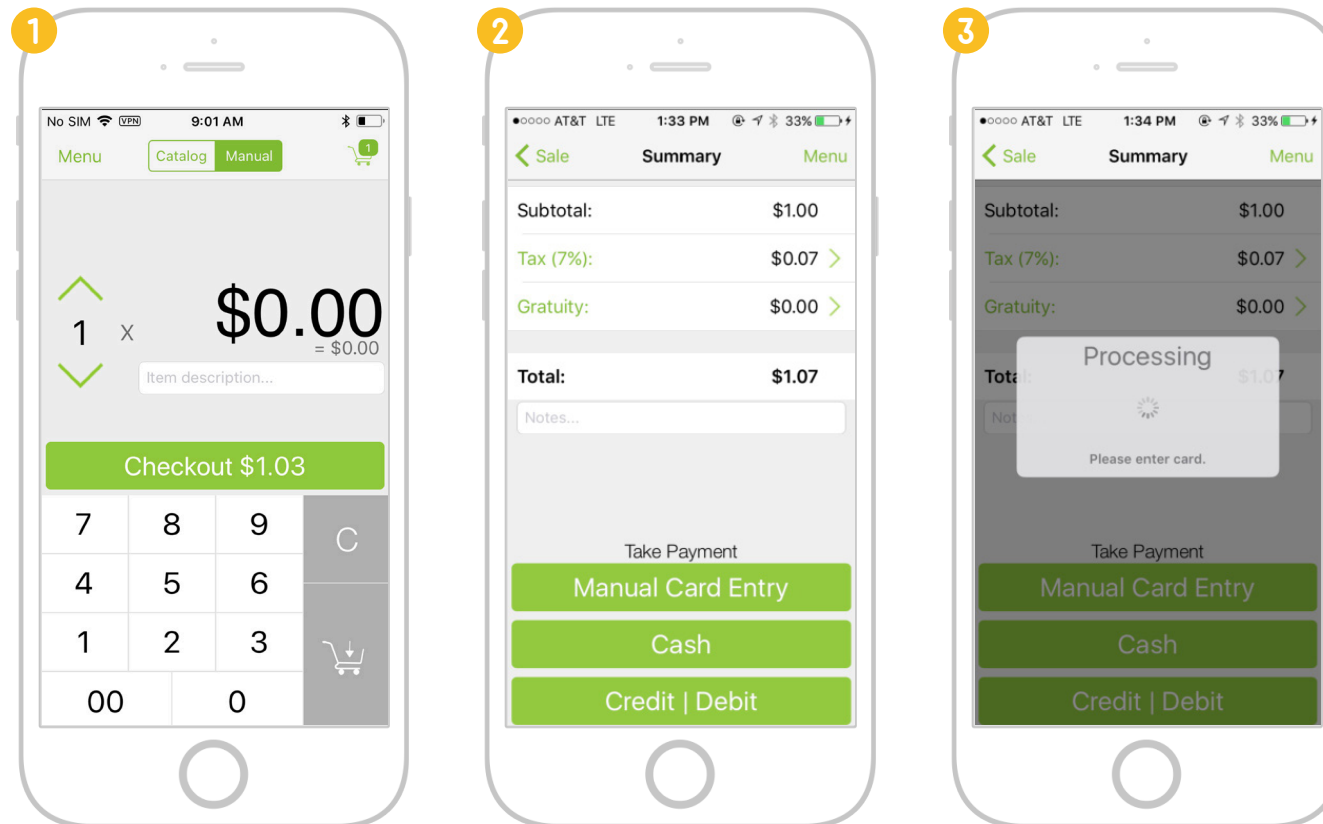 1
No SIM VPN 9:01 AM
Menu Catalog Manual 1
1 X $0.00
= $0.00
Item description...
Checkout $1.03
7 8 9 C
4 5 6
1 2 3
00 0
2
AT&T LTE 1:33 PM 33%
Sale Summary Menu
Subtotal: $1.00
Tax (7%): $0.07
Gratuity: $0.00
Total: $1.07
Notes...
Take Payment
Manual Card Entry
Cash
Credit | Debit
3
AT&T LTE 1:34 PM 33%
Sale Summary Menu
Subtotal: $1.00
Tax (7%): $0.07
Gratuity: $0.00
Processing
Total: $1.07
Notes...
Please enter card.
Take Payment
Manual Card Entry
Cash
Credit | Debit